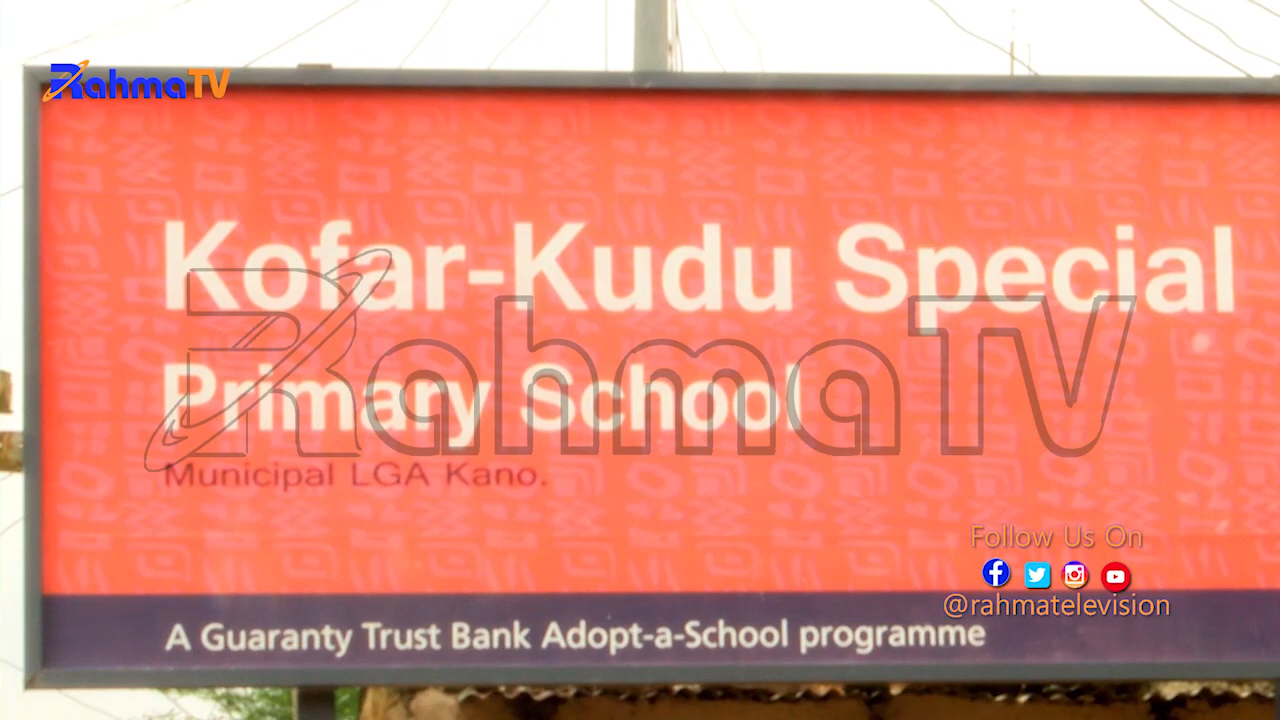 RahmaTV
Kofar-Kudu Special
Primary School
RahmaTV
Municipal LGA Kano.
Follow Us On
@rahmatelevision
A Guaranty Trust Bank Adopt-a-School programme